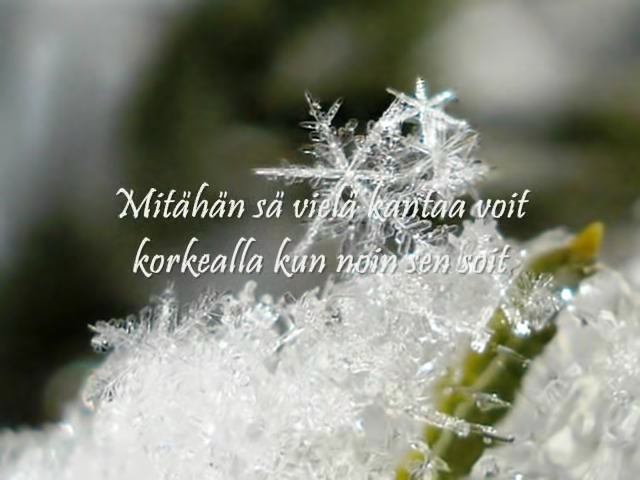 Mitähän sä vielä kantaa voit
korkealla kun noin sen soit